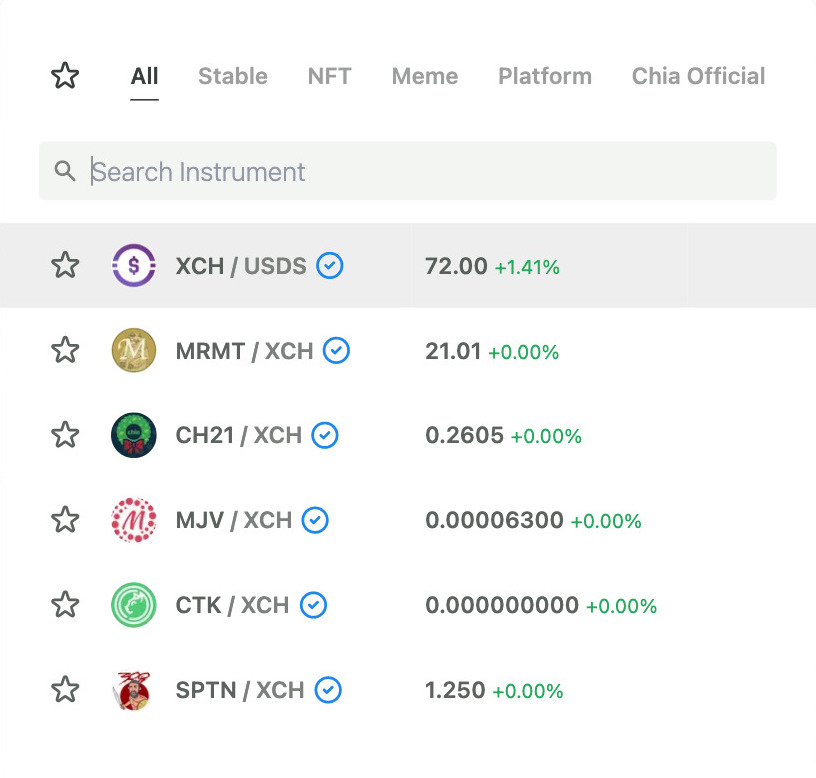 All Stable NFT Meme Platform Chia Official
Search Instrument
$ XCH / USDS 72.00 +1.41%
M MRMT / XCH 21.01 +0.00%
chia CH21 / XCH 0.2605 +0.00%
M MJV / XCH 0.00006300 +0.00%
CTK / XCH 0.000000000 +0.00%
300 SPTN / XCH 1.250 +0.00%